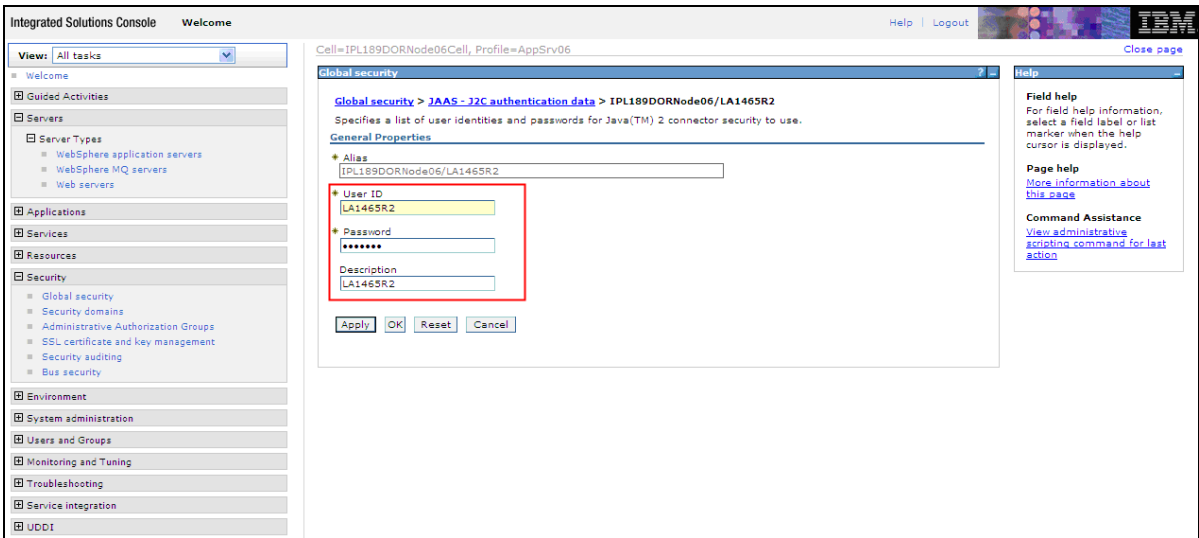 Integrated Solutions Console Welcome Help | Logout IBM
View: All tasks
Welcome
Guided Activities
Servers
Server Types
WebSphere application servers
WebSphere MQ servers
Web servers
Applications
Services
Resources
Security
Global security
Security domains
Administrative Authorization Groups
SSL certificate and key management
Security auditing
Bus security
Environment
System administration
Users and Groups
Monitoring and Tuning
Troubleshooting
Service integration
UDDI
Cell=IPL189DORNode06Cell, Profile=AppSrv06
Close page
Global security ? -
Global security > JAAS - J2C authentication data > IPL189DORNode06/LA1465R2
Specifies a list of user identities and passwords for Java(TM) 2 connector security to use.
General Properties
* Alias
IPL189DORNode06/LA1465R2
* User ID
LA1465R2
* Password
•••••••
Description
LA1465R2
Apply OK Reset Cancel
Help -
Field help
For field help information,
select a field label or list
marker when the help
cursor is displayed.
Page help
More information about
this page
Command Assistance
View administrative
scripting command for last
action